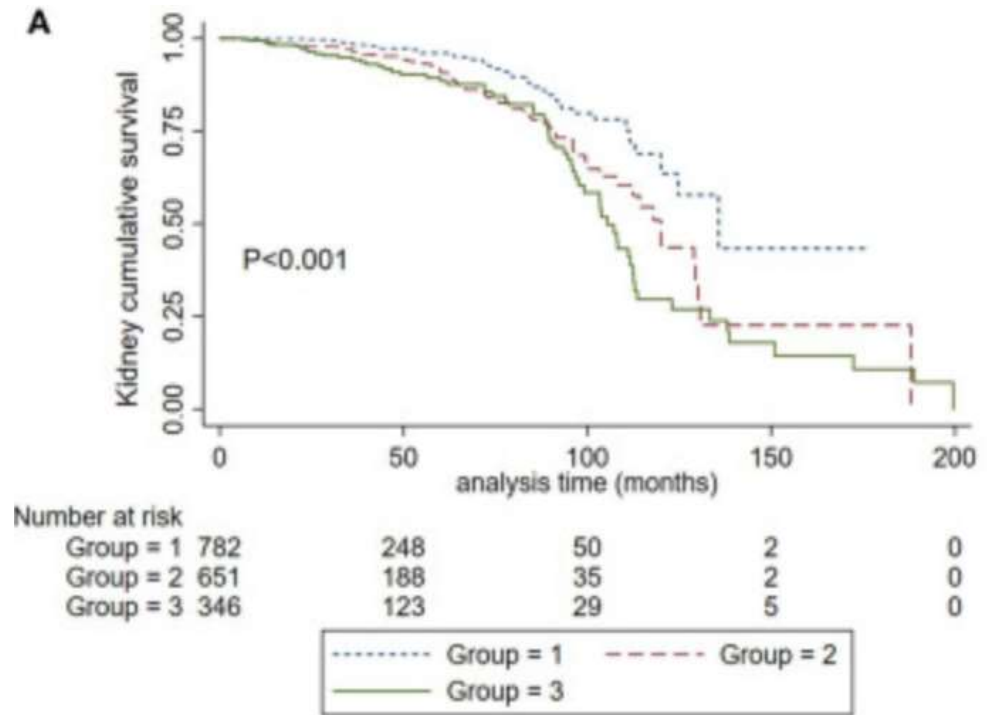 A
Kidney cumulative survival
1.00
0.75
0.50
0.25
0.00
P<0.001
0 50 100 150 200
analysis time (months)
Number at risk
Group = 1 782 248 50 2 0
Group = 2 651 188 35 2 0
Group = 3 346 123 29 5 0
Group = 1 Group = 2
Group = 3